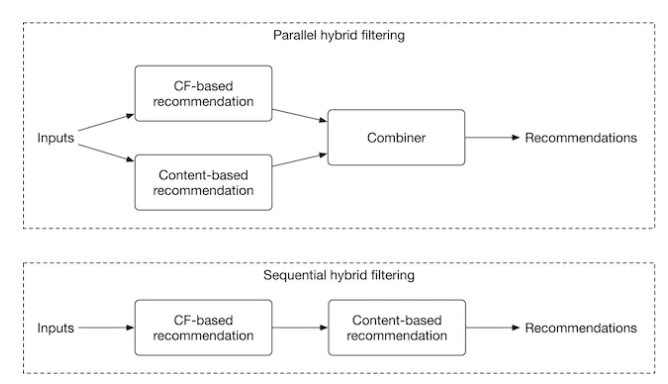 Parallel hybrid filtering
CF-based
recommendation
Inputs
Combiner
Recommendations
Content-based
recommendation
Sequential hybrid filtering
Inputs
CF-based
recommendation
Content-based
recommendation
Recommendations